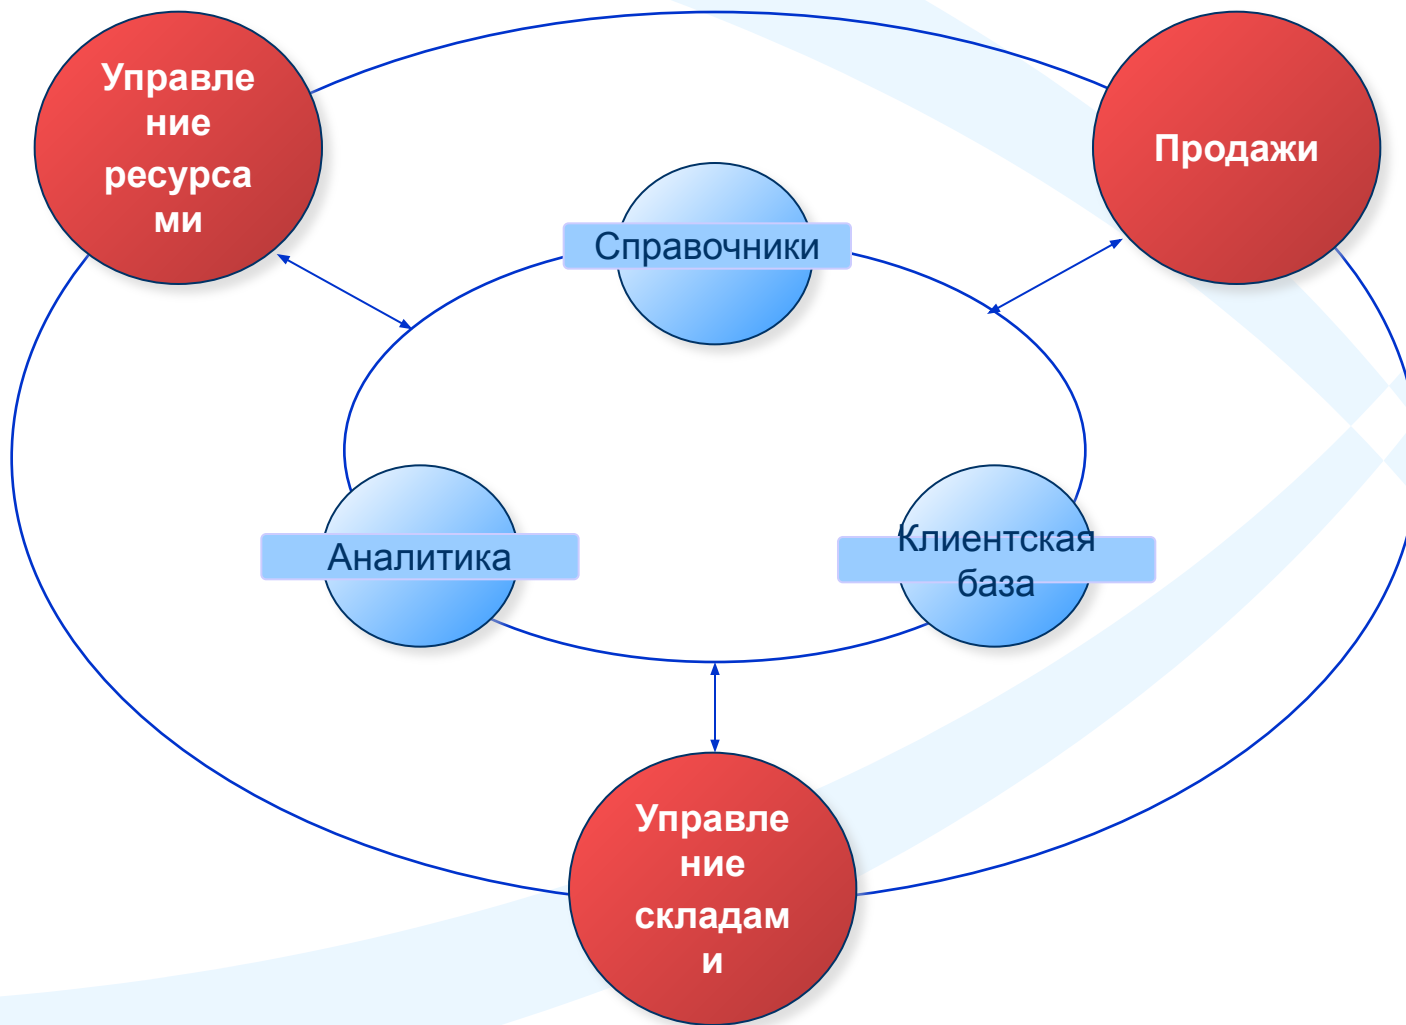 Управле
ние
ресурса
ми
Продажи
Справочники
Аналитика
Клиентская
база
Управле
ние
складам
и